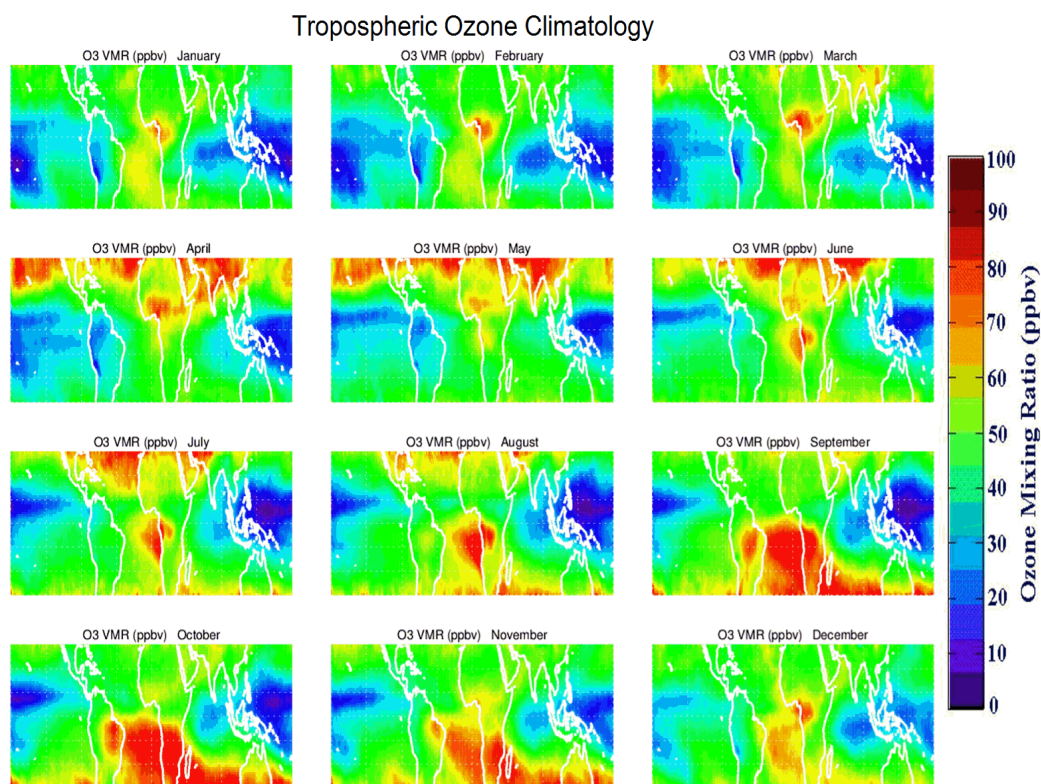 Tropospheric Ozone Climatology
O3 VMR (ppbv) January
O3 VMR (ppbv) February
O3 VMR (ppbv) March
O3 VMR (ppbv) April
O3 VMR (ppbv) May
O3 VMR (ppbv) June
O3 VMR (ppbv) July
O3 VMR (ppbv) August
O3 VMR (ppbv) September
O3 VMR (ppbv) October
O3 VMR (ppbv) November
O3 VMR (ppbv) December
100
90
80
70
60
50
40
30
20
10
0
Ozone Mixing Ratio (ppbv)